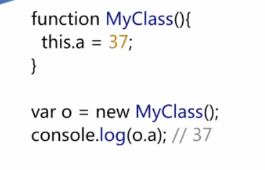 function MyClass(){
  this.a = 37;
}

var o = new MyClass();
console.log(o.a); // 37